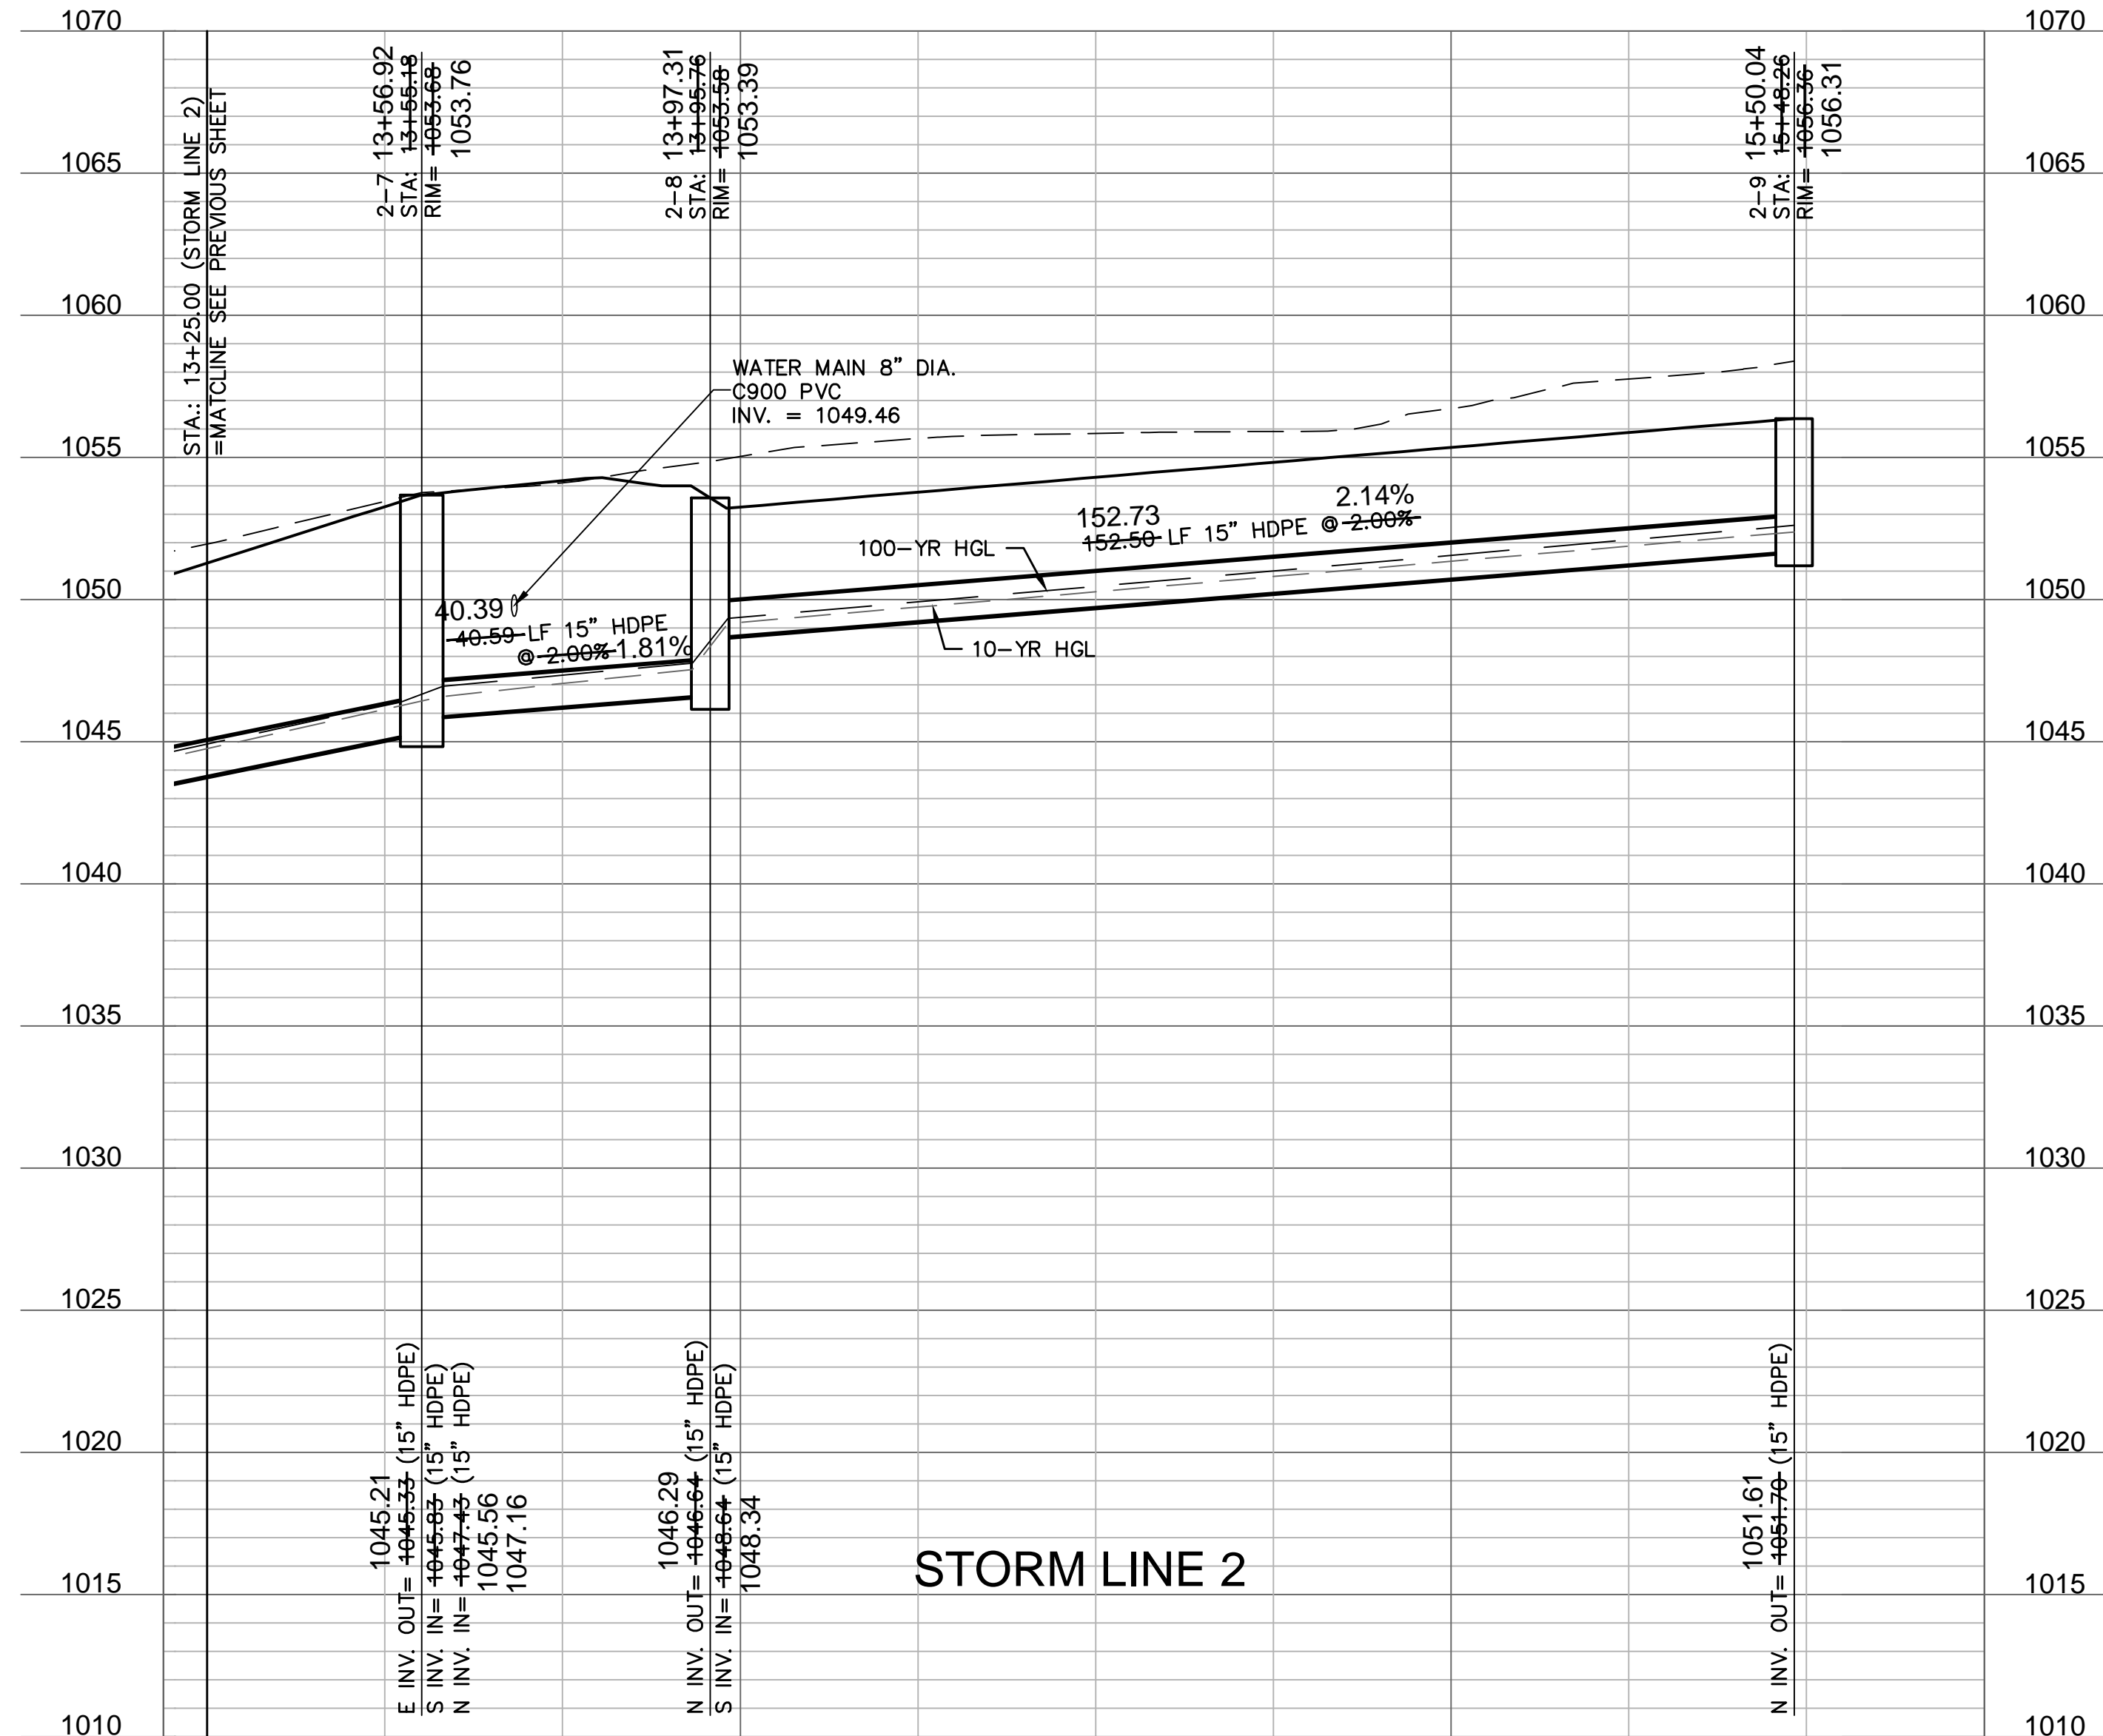 1070
1070
1065
1065
1060
1060
1055
1055
1050
1050
1045
1045
1040
1040
1035
1035
1030
1030
1025
1025
1020
1020
1015
1015
1010
1010
STA.: 13+25.00 (STORM LINE 2)
=MATCLINE SEE PREVIOUS SHEET
2-7 13+56.92
STA: 13+55.18
RIM= 1053.68
1053.76
2-8 13+97.31
STA: 13+95.76
RIM= 1053.58
1053.39
2-9 15+50.04
STA: 15+48.26
RIM= 1056.36
1056.31
WATER MAIN 8" DIA.
C900 PVC
INV. = 1049.46
40.39
40.59 LF 15" HDPE
@ 2.00% 1.81%
100-YR HGL
10-YR HGL
152.73
2.14%
152.50 LF 15" HDPE @ 2.00%
1045.21
E INV. OUT= 1045.33 (15" HDPE)
S INV. IN= 1045.83 (15" HDPE)
N INV. IN= 1047.43 (15" HDPE)
1045.56
1047.16
1046.29
N INV. OUT= 1046.64 (15" HDPE)
S INV. IN= 1048.64 (15" HDPE)
1048.34
1051.61
N INV. OUT= 1051.70 (15" HDPE)
STORM LINE 2